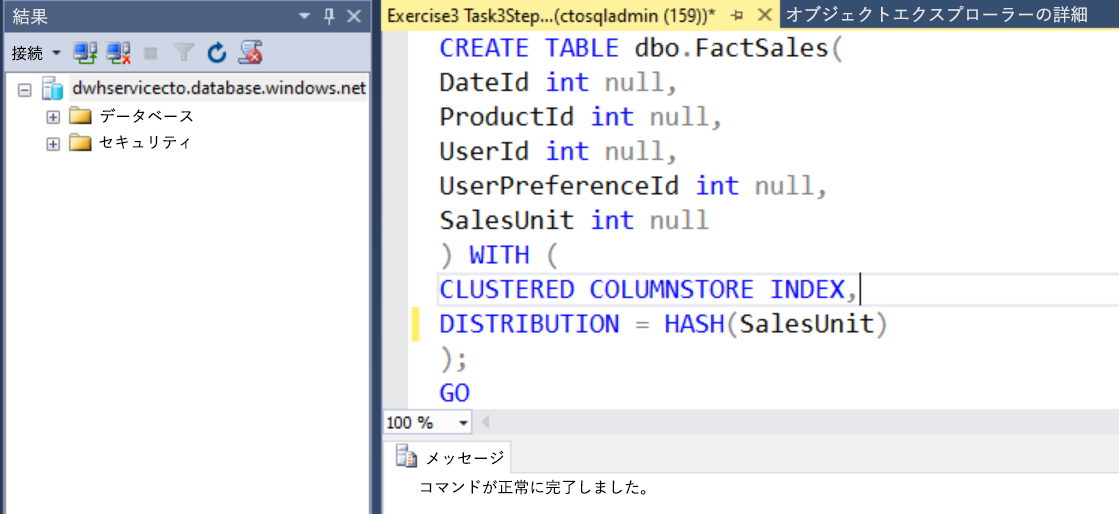 結果
接続
dwhservicecto.database.windows.net
データベース
セキュリティ
Exercise3 Task3Step...(ctosqladmin (159))*
オブジェクトエクスプローラーの詳細
CREATE TABLE dbo.FactSales(
DateId int null,
ProductId int null,
UserId int null,
UserPreferenceId int null,
SalesUnit int null
) WITH (
CLUSTERED COLUMNSTORE INDEX,
DISTRIBUTION = HASH(SalesUnit)
);
GO
100 %
メッセージ
コマンドが正常に完了しました。